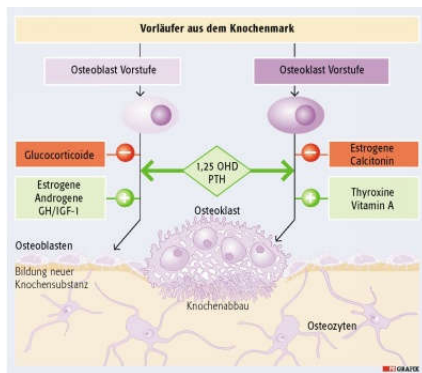 Vorläufer aus dem Knochenmark
Osteoblast Vorstufe
Osteoklast Vorstufe
Glucocorticoide
Estrogene
Androgene
GH/IGF-1
1,25 OHD
PTH
Estrogene
Calcitonin
Thyroxine
Vitamin A
Osteoklast
Osteoblasten
Bildung neuer
Knochensubstanz
Knochenabbau
Osteozyten
GRAFIK